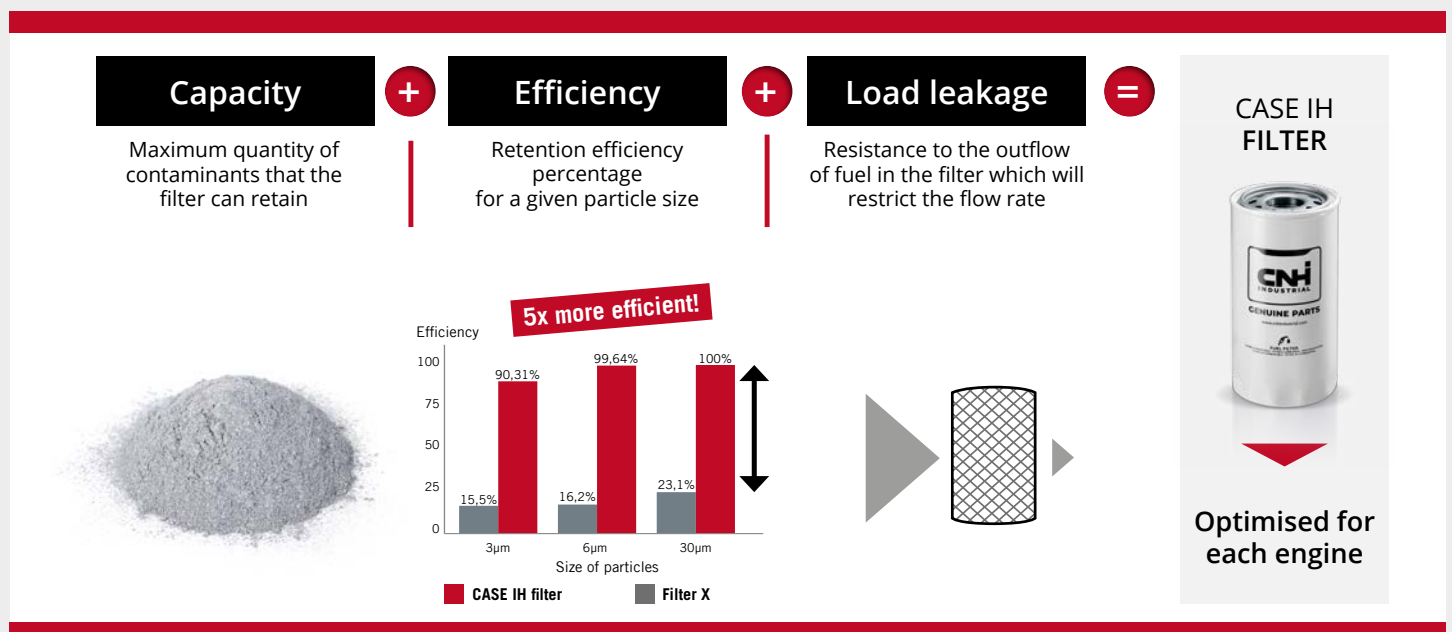 Capacity
+
Efficiency
+
Load leakage
=
Maximum quantity of
contaminants that the
filter can retain
Retention efficiency
percentage
for a given particle size
Resistance to the outflow
of fuel in the filter which will
restrict the flow rate
5x more efficient!
Efficiency
100
75
50
25
0
15,5%
90,31%
16,2%
99,64%
23,1%
100%
3µm
6µm
30µm
Size of particles
CASE IH filter
Filter X
CASE IH
FILTER
CNH
INDUSTRIAL
GENUINE PARTS
FUEL FILTER
Optimised for
each engine